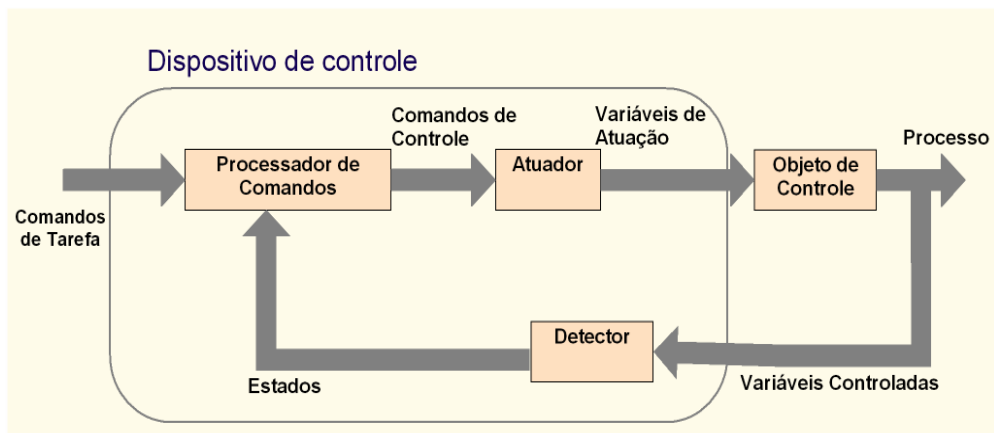 Dispositivo de controle
Comandos de
Controle
Variáveis de
Atuação
Processo
Processador de
Comandos
Atuador
Objeto de
Controle
Comandos
de Tarefa
Detector
Estados
Variáveis Controladas